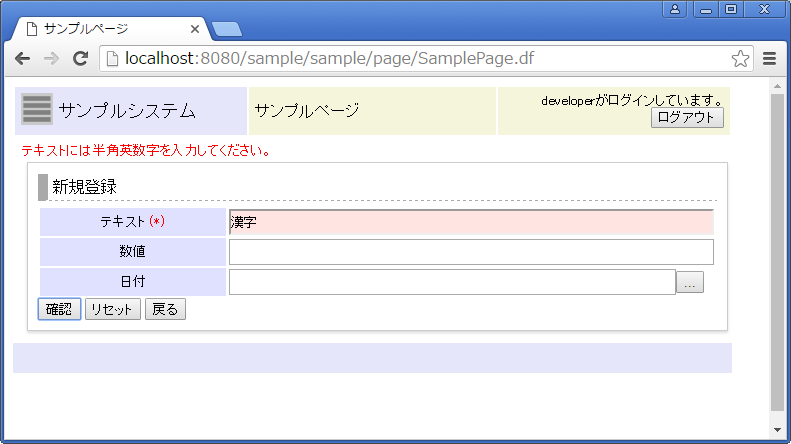 サンプルページ
localhost:8080/sample/sample/page/SamplePage.df
サンプルシステム
サンプルページ
developerがログインしています。
ログアウト
テキストには半角英数字を入力してください。
新規登録
テキスト(*) 漢字
数値
日付 ...
確認 リセット 戻る